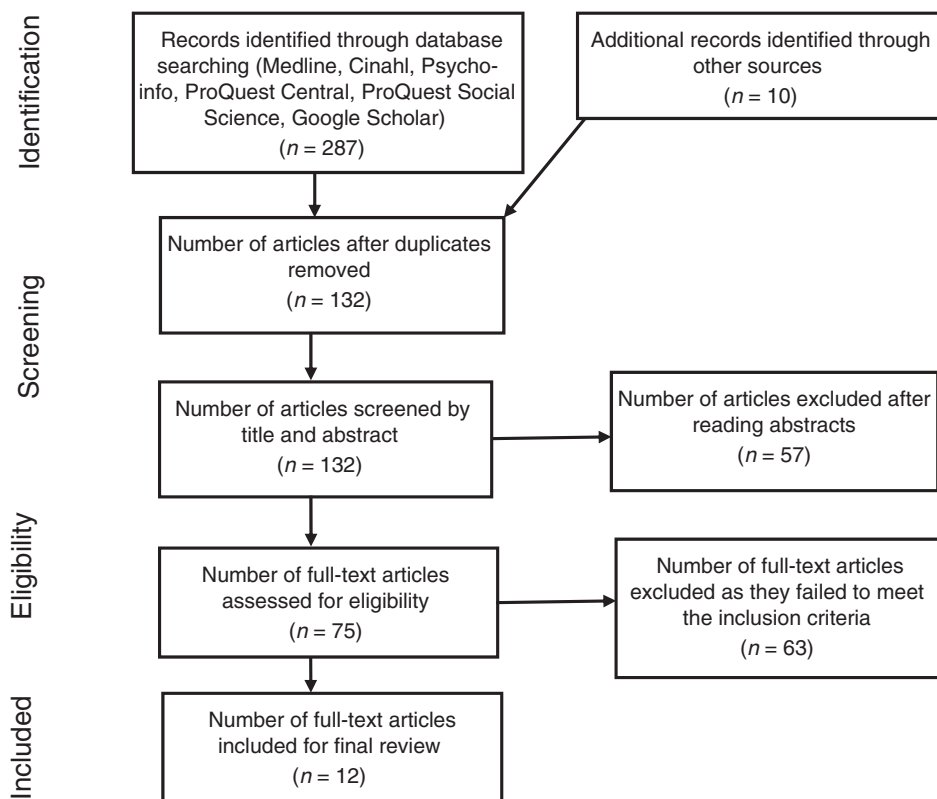 Identification
Records identified through database
searching (Medline, Cinahl, Psycho-
info, ProQuest Central, ProQuest Social
Science, Google Scholar)
(n = 287)
Additional records identified through
other sources
(n = 10)
Screening
Number of articles after duplicates
removed
(n = 132)
Number of articles screened by
title and abstract
(n = 132)
Number of articles excluded after
reading abstracts
(n = 57)
Eligibility
Number of full-text articles
assessed for eligibility
(n = 75)
Number of full-text articles
excluded as they failed to meet
the inclusion criteria
(n = 63)
Included
Number of full-text articles
included for final review
(n = 12)